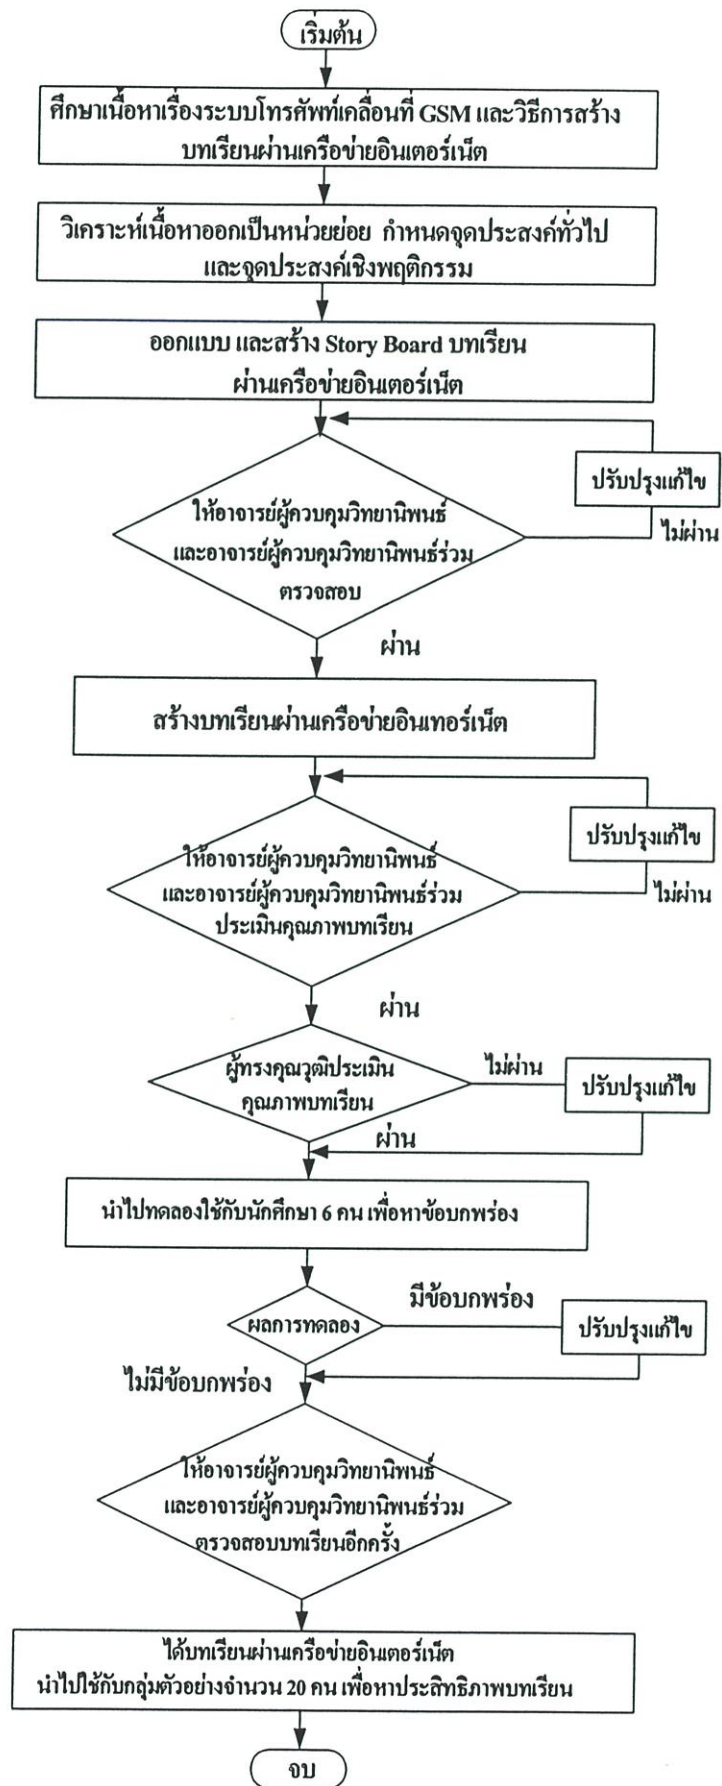 เริ่มต้น
ศึกษาเนื้อหาเรื่องระบบโทรศัพท์เคลื่อนที่ GSM และวิธีการสร้าง
บทเรียนผ่านเครือข่ายอินเตอร์เน็ต
วิเคราะห์เนื้อหาออกเป็นหน่วยย่อย กำหนดจุดประสงค์ทั่วไป
และจุดประสงค์เชิงพฤติกรรม
ออกแบบ และสร้าง Story Board บทเรียน
ผ่านเครือข่ายอินเตอร์เน็ต
ปรับปรุงแก้ไข
ไม่ผ่าน
ให้อาจารย์ผู้ควบคุมวิทยานิพนธ์
และอาจารย์ผู้ควบคุมวิทยานิพนธ์ร่วม
ตรวจสอบ
ผ่าน
สร้างบทเรียนผ่านเครือข่ายอินเทอร์เน็ต
ปรับปรุงแก้ไข
ไม่ผ่าน
ให้อาจารย์ผู้ควบคุมวิทยานิพนธ์
และอาจารย์ผู้ควบคุมวิทยานิพนธ์ร่วม
ประเมินคุณภาพบทเรียน
ผ่าน
ผู้ทรงคุณวุฒิประเมิน
คุณภาพบทเรียน
ไม่ผ่าน
ปรับปรุงแก้ไข
ผ่าน
นำไปทดลองใช้กับนักศึกษา 6 คน เพื่อหาข้อบกพร่อง
ผลการทดลอง
มีข้อบกพร่อง
ปรับปรุงแก้ไข
ไม่มีข้อบกพร่อง
ให้อาจารย์ผู้ควบคุมวิทยานิพนธ์
และอาจารย์ผู้ควบคุมวิทยานิพนธ์ร่วม
ตรวจสอบบทเรียนอีกครั้ง
ได้บทเรียนผ่านเครือข่ายอินเตอร์เน็ต
นำไปใช้กับกลุ่มตัวอย่างจำนวน 20 คน เพื่อหาประสิทธิภาพบทเรียน
จบ